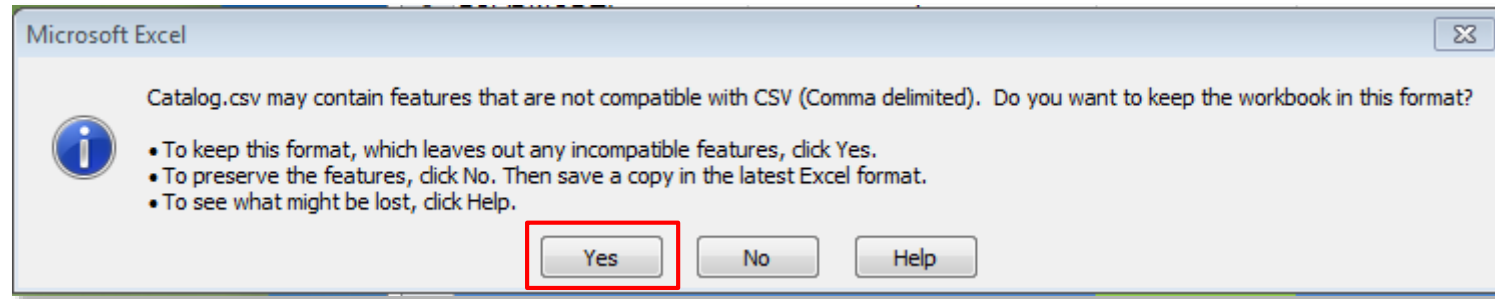 Microsoft Excel
Catalog.csv may contain features that are not compatible with CSV (Comma delimited).  Do you want to keep the workbook in this format?
• To keep this format, which leaves out any incompatible features, click Yes.
• To preserve the features, click No. Then save a copy in the latest Excel format.
• To see what might be lost, click Help.
Yes No Help